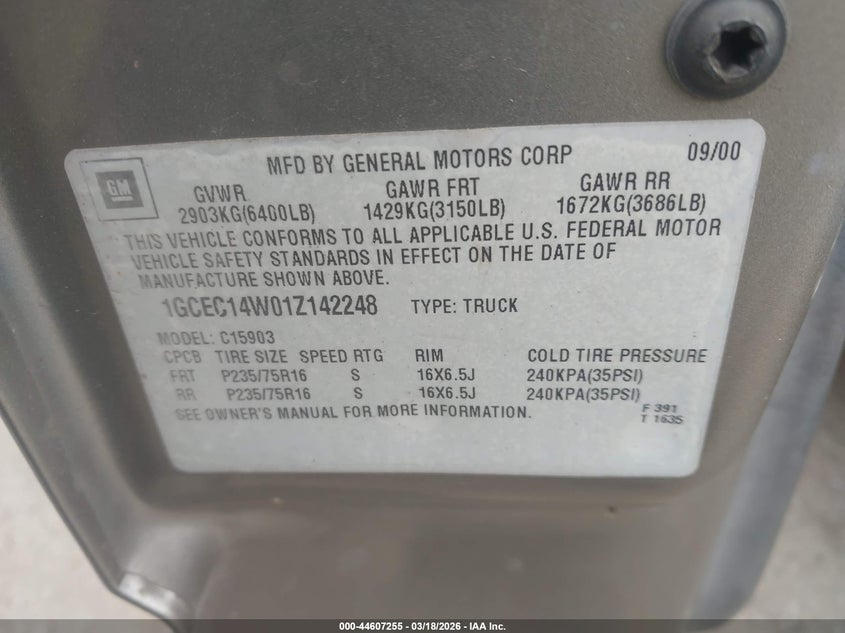 GM
MFD BY GENERAL MOTORS CORP 09/00
GVWR GAWR FRT GAWR RR
2903KG(6400LB) 1429KG(3150LB) 1672KG(3686LB)
THIS VEHICLE CONFORMS TO ALL APPLICABLE U.S. FEDERAL MOTOR
VEHICLE SAFETY STANDARDS IN EFFECT ON THE DATE OF
MANUFACTURE SHOWN ABOVE.
1GCEC14W01Z142248 TYPE: TRUCK
MODEL: C15903
CPCB TIRE SIZE SPEED RTG RIM COLD TIRE PRESSURE
FRT P235/75R16 S 16X6.5J 240KPA(35PSI)
RR P235/75R16 S 16X6.5J 240KPA(35PSI)
SEE OWNER'S MANUAL FOR MORE INFORMATION.
F 391
T 1635
000-44607255 — 03/18/2026 — IAA Inc.